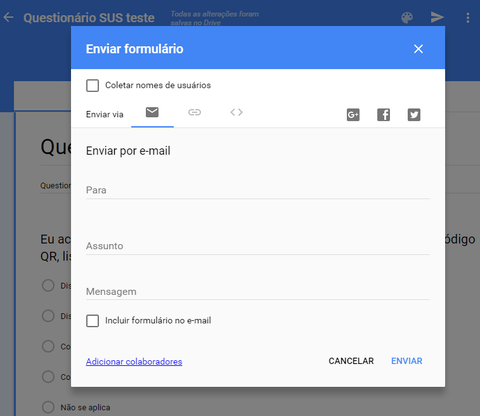 Questionário SUS teste
Todas as alterações foram
salvas no Drive
Enviar formulário
Coletar nomes de usuários
Enviar via
G+
Enviar por e-mail
Para
Assunto
Mensagem
Incluir formulário no e-mail
Adicionar colaboradores
CANCELAR
ENVIAR
Que
Question
Eu ac
ódigo
QR, lis
Dis
Dis
Co
Co
Não se aplica